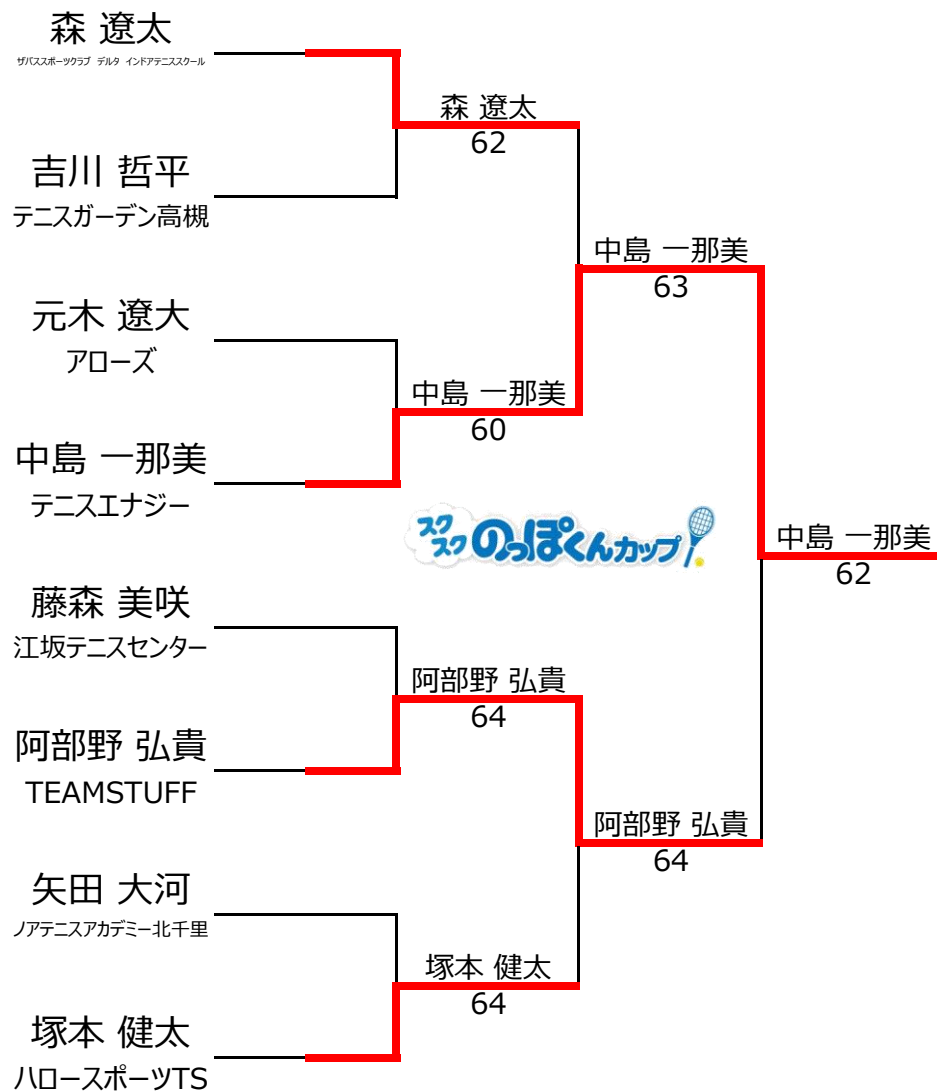 森 遼太
ザバススポーツクラブ デルタ インドアテニススクール
吉川 哲平
テニスガーデン高槻
元木 遼大
アローズ
中島 一那美
テニスエナジー
藤森 美咲
江坂テニスセンター
阿部野 弘貴
TEAMSTUFF
矢田 大河
ノアテニスアカデミー北千里
塚本 健太
ハロースポーツTS
森 遼太
62
中島 一那美
60
阿部野 弘貴
64
塚本 健太
64
中島 一那美
63
阿部野 弘貴
64
スク
スク のっぽくんカップ
中島 一那美
62